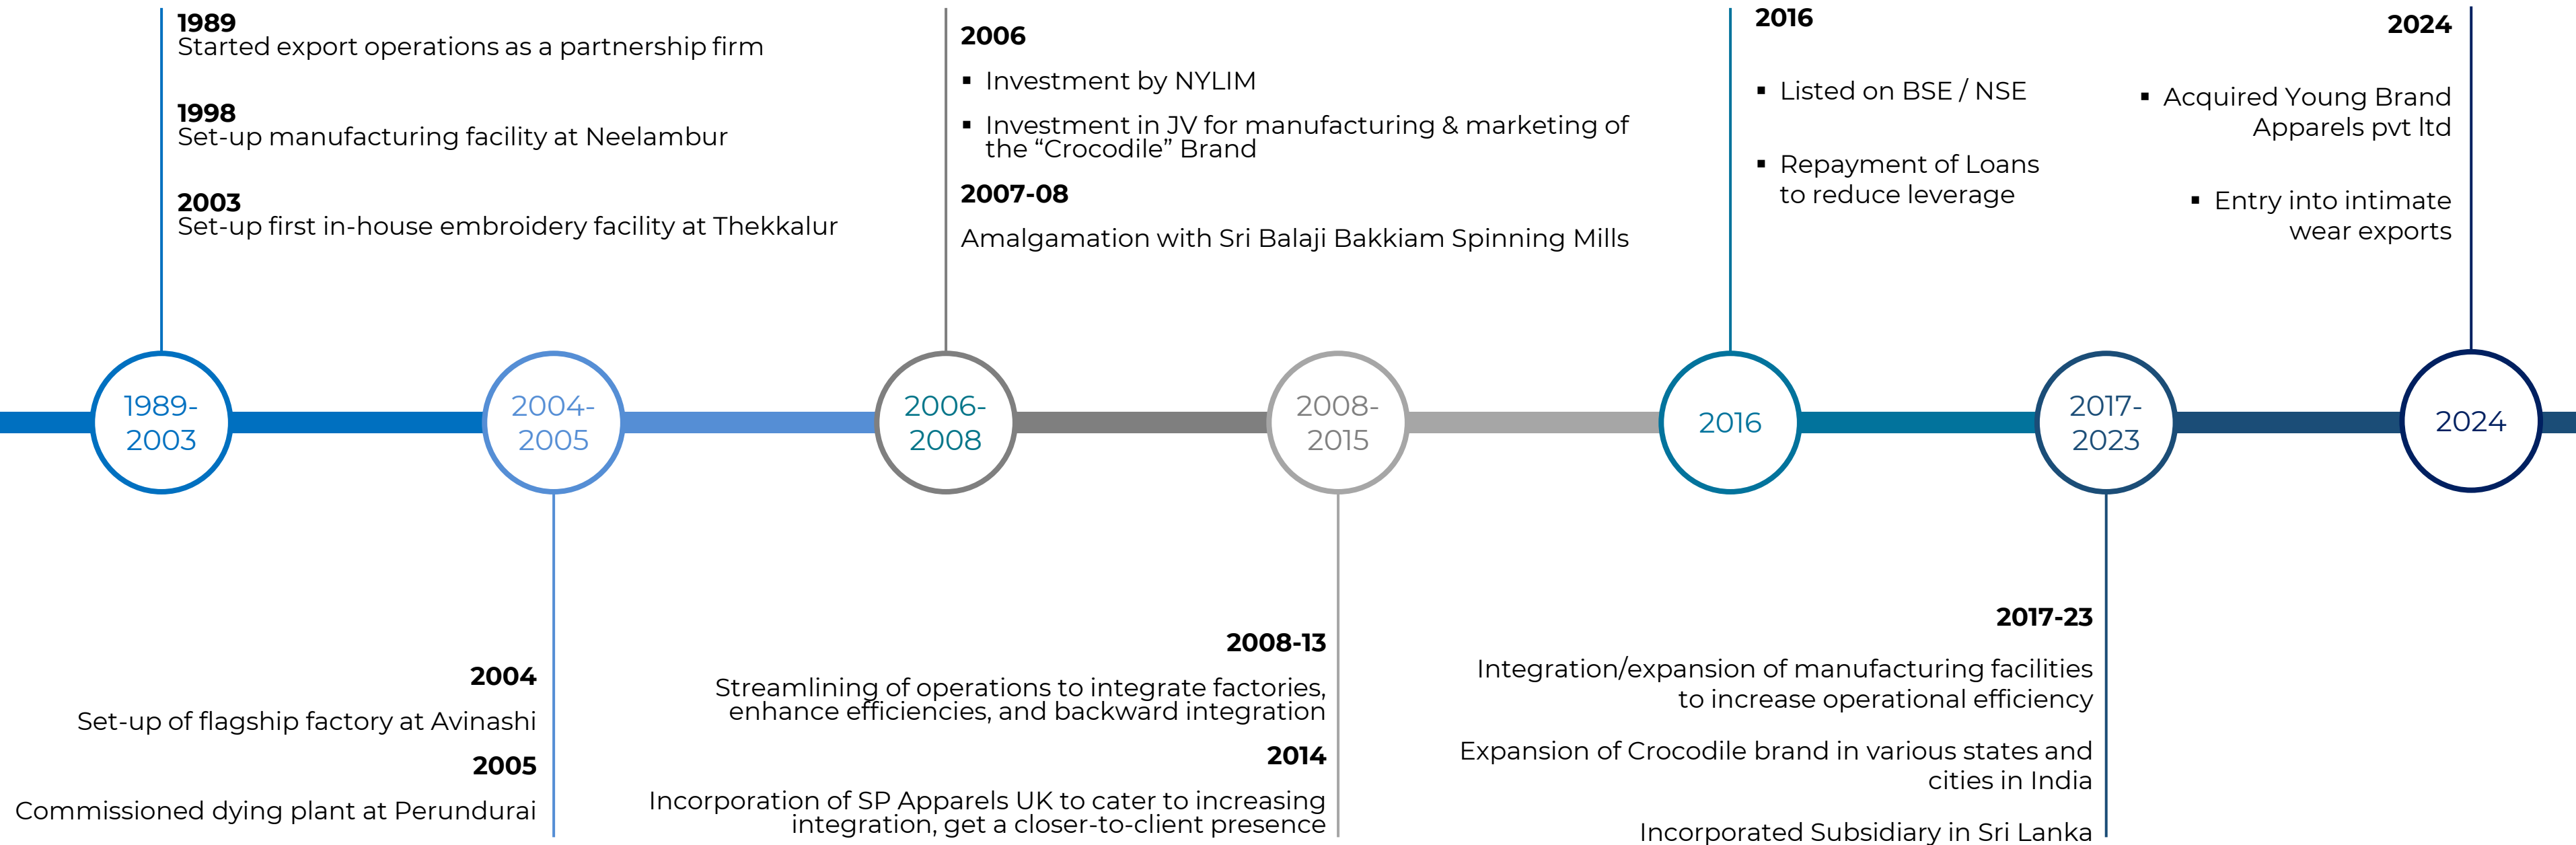 1989
Started export operations as a partnership firm
1998
Set-up manufacturing facility at Neelambur
2003
Set-up first in-house embroidery facility at Thekkalur
2006
▪ Investment by NYLIM
▪ Investment in JV for manufacturing & marketing of
the “Crocodile” Brand
2007-08
Amalgamation with Sri Balaji Bakkiam Spinning Mills
2016
▪ Listed on BSE / NSE
▪ Repayment of Loans
to reduce leverage
2024
▪ Acquired Young Brand
Apparels pvt ltd
▪ Entry into intimate
wear exports
1989-
2003
2004-
2005
2006-
2008
2008-
2015
2016
2017-
2023
2024
2004
Set-up of flagship factory at Avinashi
2005
Commissioned dying plant at Perundurai
2008-13
Streamlining of operations to integrate factories,
enhance efficiencies, and backward integration
2014
Incorporation of SP Apparels UK to cater to increasing
integration, get a closer-to-client presence
2017-23
Integration/expansion of manufacturing facilities
to increase operational efficiency
Expansion of Crocodile brand in various states and
cities in India
Incorporated Subsidiary in Sri Lanka